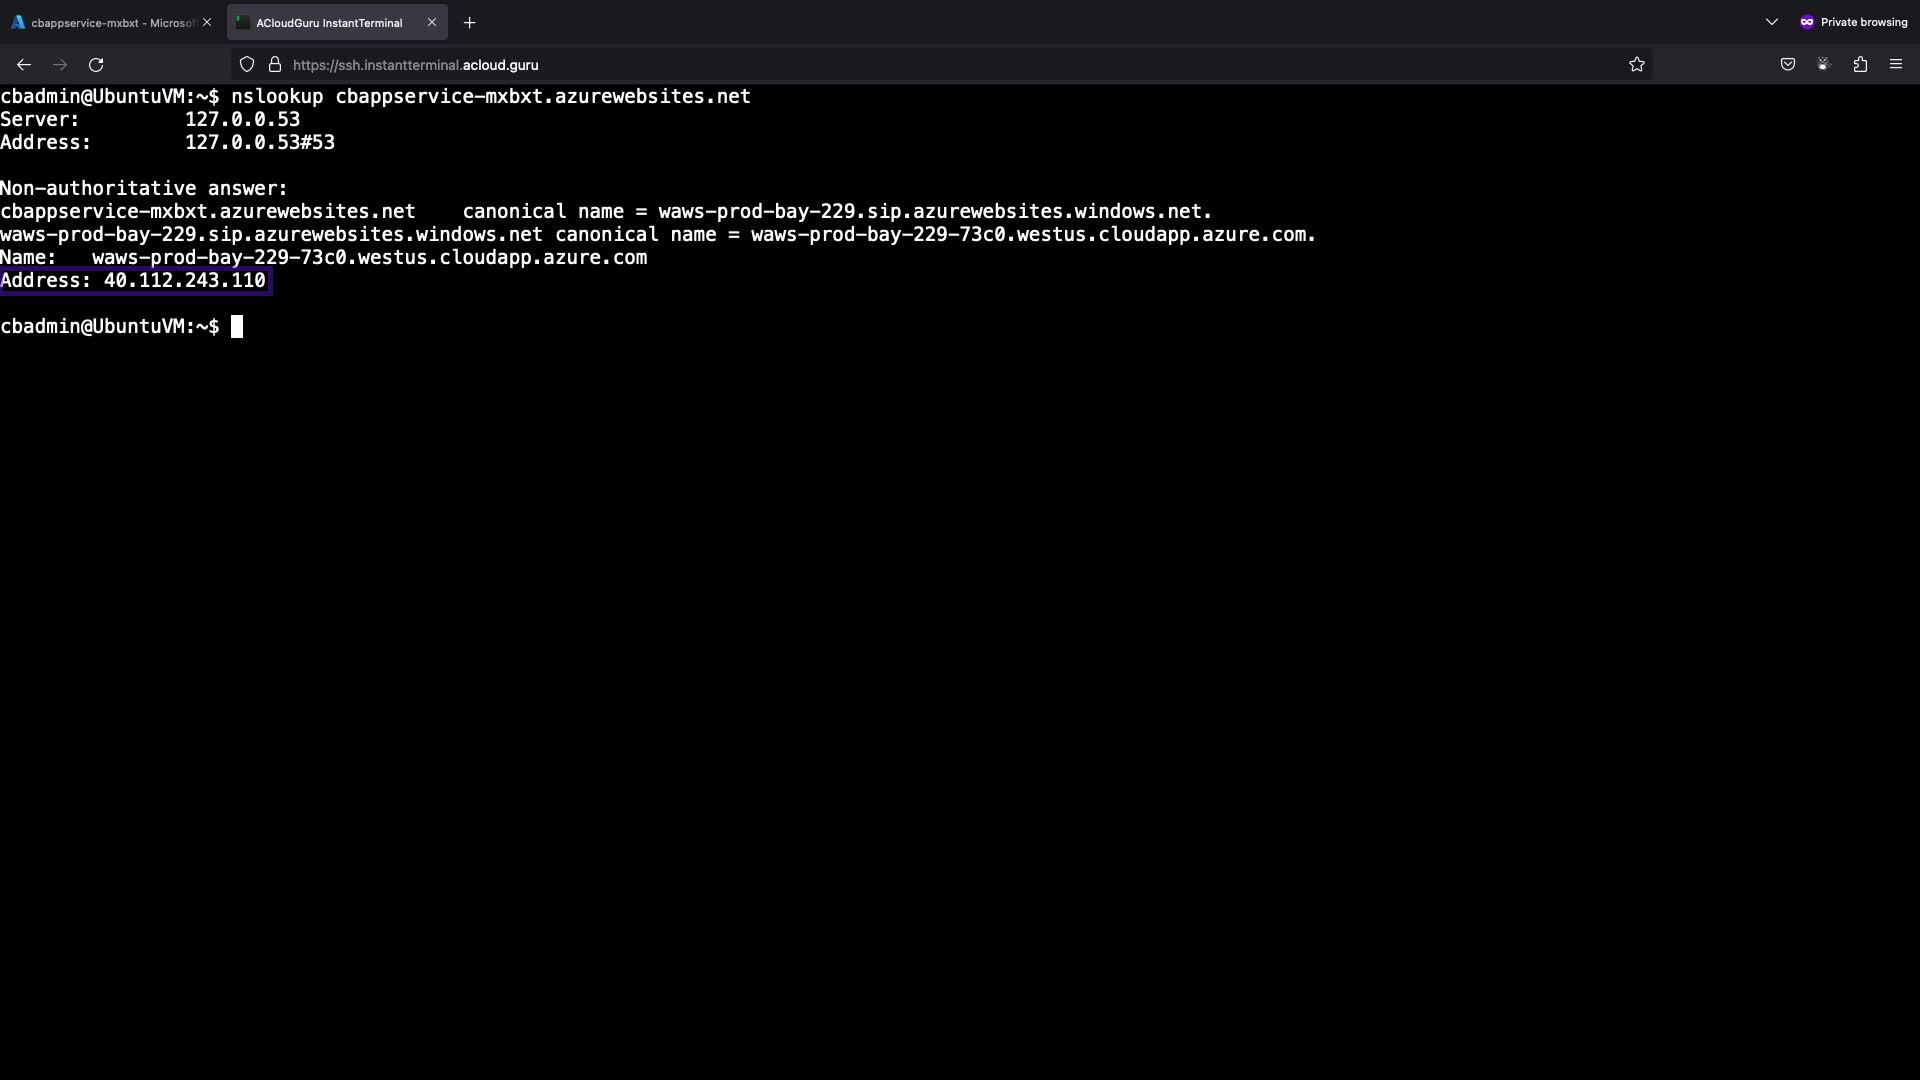 cbappservice-mxbxt - Microso
ACloudGuru InstantTerminal
Private browsing
https://ssh.instantterminal.acloud.guru
cbadmin@UbuntuVM:~$ nslookup cbappservice-mxbxt.azurewebsites.net
Server:         127.0.0.53
Address:        127.0.0.53#53
Non-authoritative answer:
cbappservice-mxbxt.azurewebsites.net    canonical name = waws-prod-bay-229.sip.azurewebsites.windows.net.
waws-prod-bay-229.sip.azurewebsites.windows.net canonical name = waws-prod-bay-229-73c0.westus.cloudapp.azure.com.
Name:   waws-prod-bay-229-73c0.westus.cloudapp.azure.com
Address: 40.112.243.110
cbadmin@UbuntuVM:~$